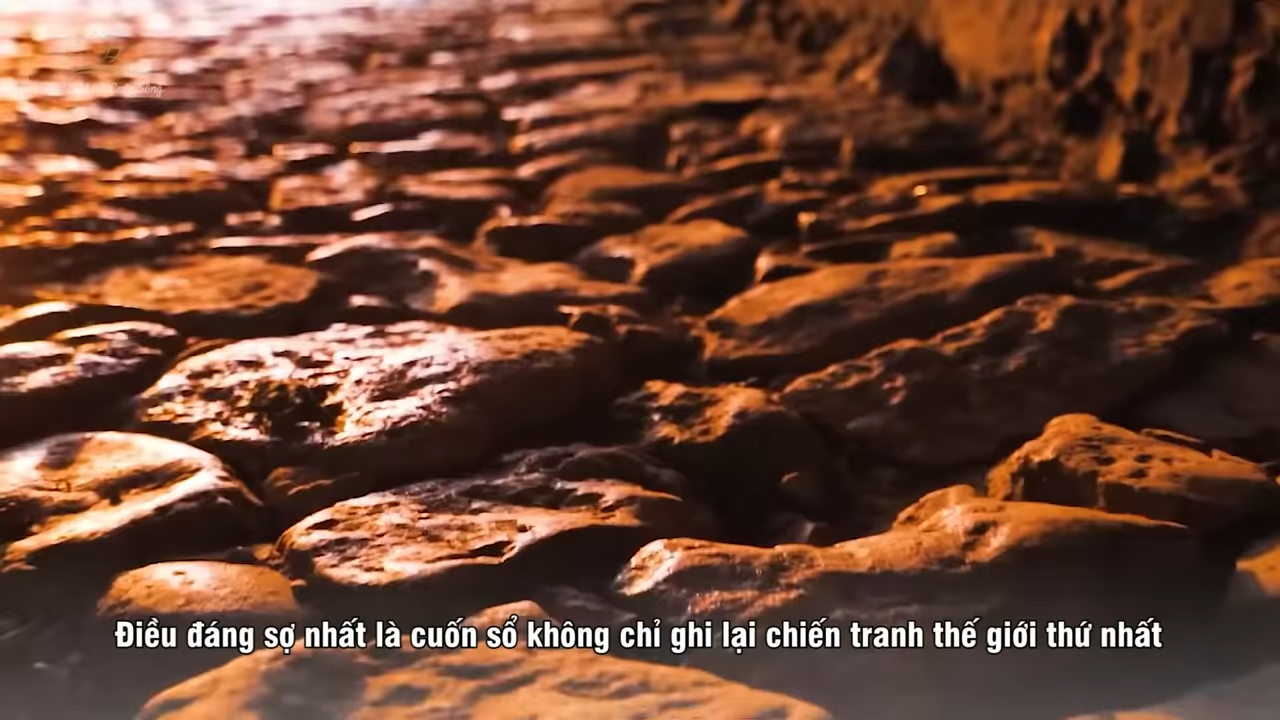 Điều đáng sợ nhất là cuốn sổ không chỉ ghi lại chiến tranh thế giới thứ nhất